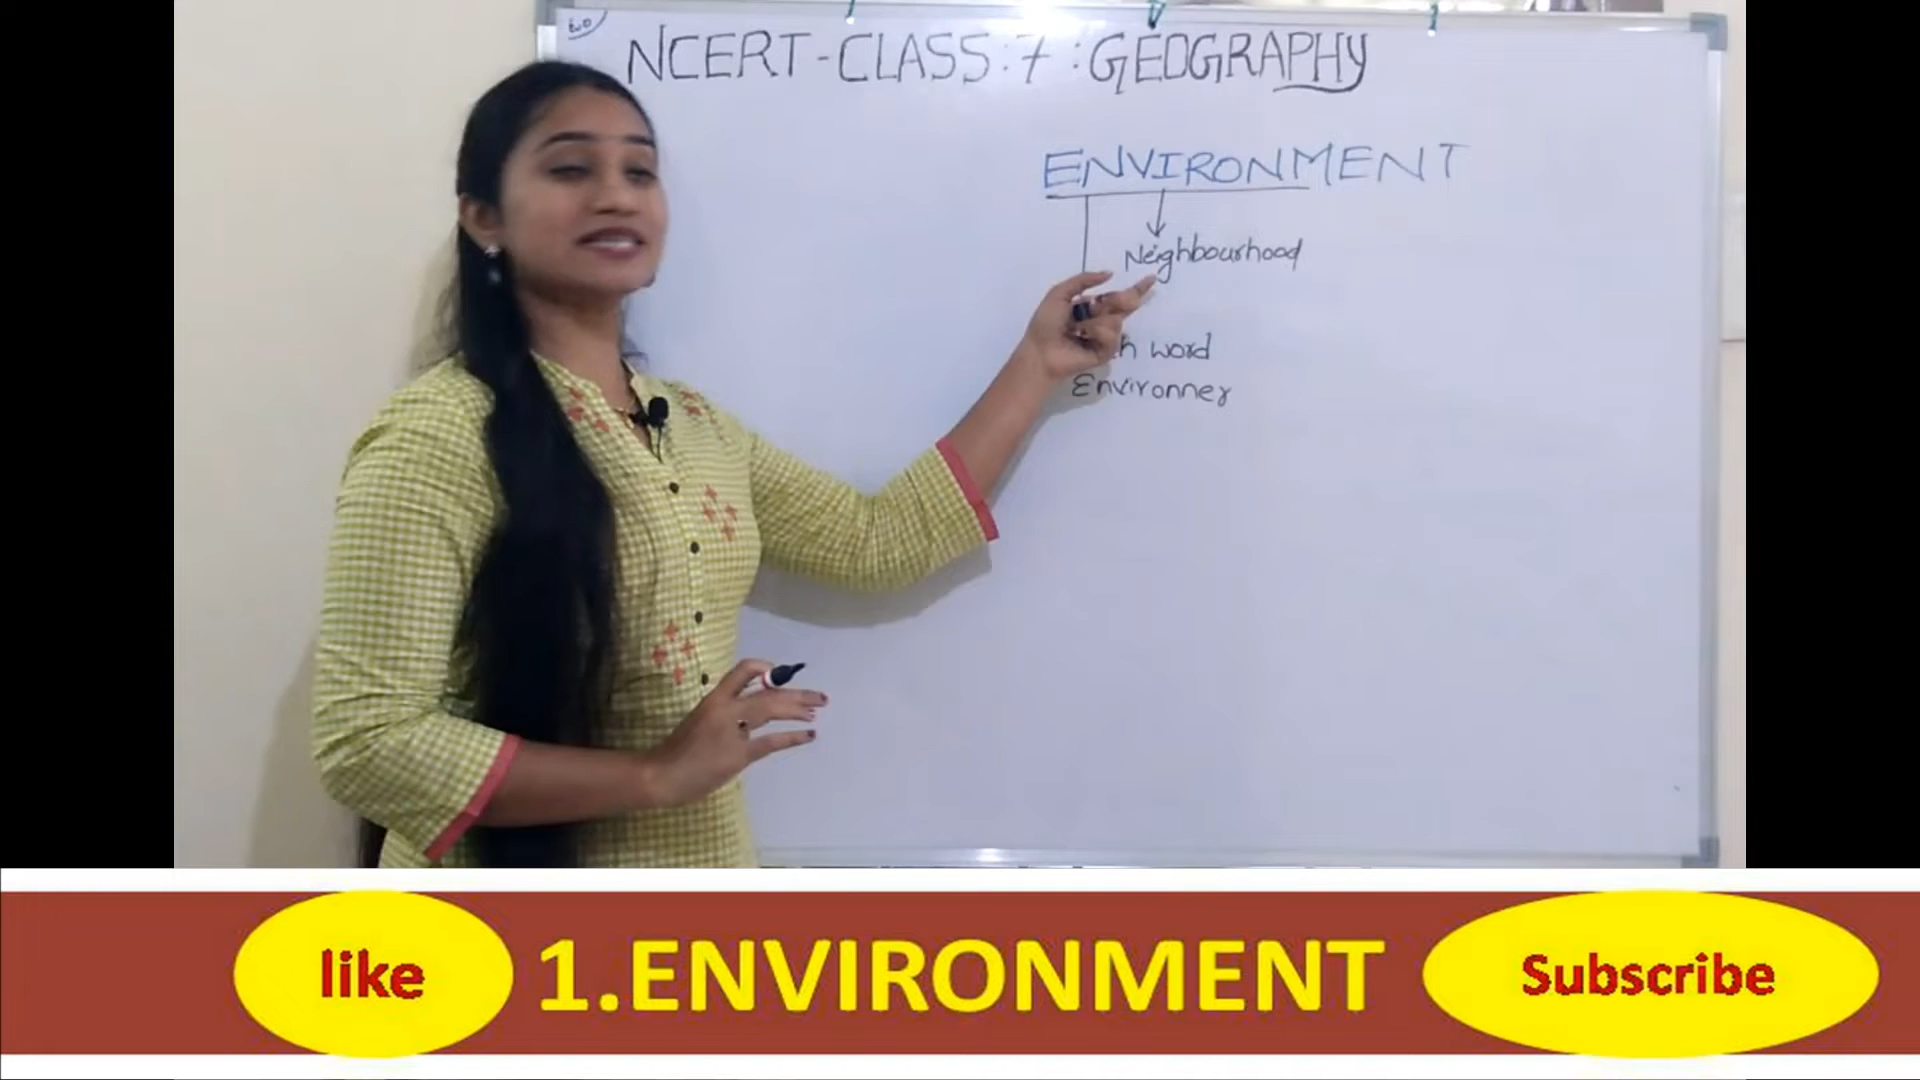 NCERT-CLASS:7:GEOGRAPHY
ENVIRONMENT
Neighbourhood
word
Environner
like
1.ENVIRONMENT
Subscribe